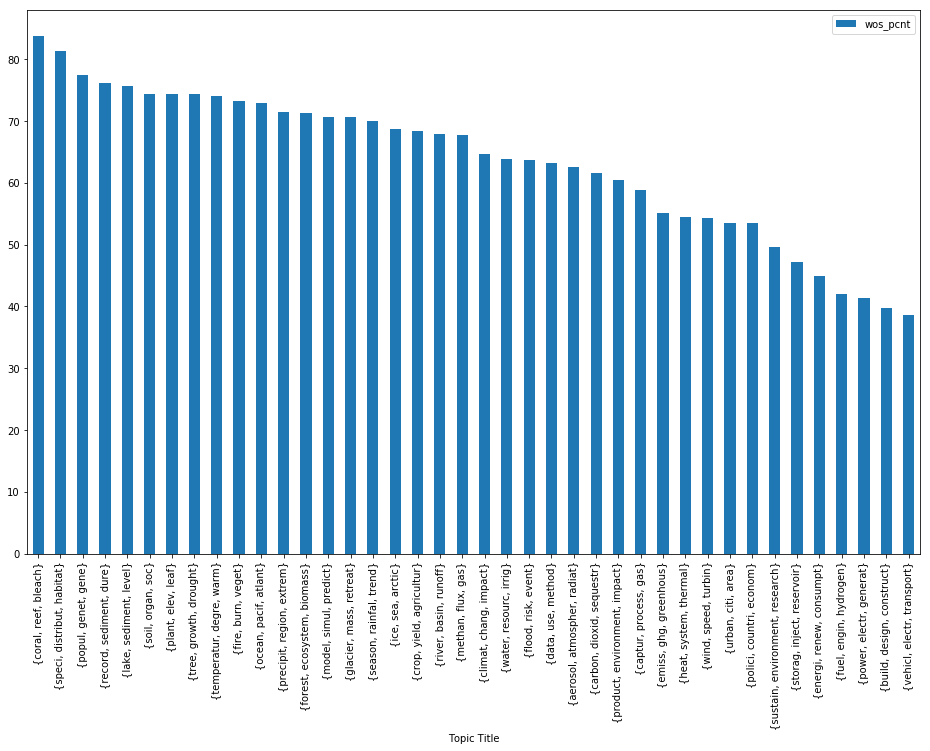 wos_pcnt
80
70
60
50
40
30
20
10
0
{coral, reef, bleach}
{speci, distribut, habitat}
{popul, genet, gene}
{record, sediment, dure}
{lake, sediment, level}
{soil, organ, soc}
{plant, elev, leaf}
{tree, growth, drought}
{temperatur, degre, warm}
{fire, burn, veget}
{ocean, pacif, atlant}
{precipit, region, extrem}
{forest, ecosystem, biomass}
{model, simul, predict}
{glacier, mass, retreat}
{season, rainfal, trend}
{ice, sea, arctic}
{crop, yield, agricultur}
{river, basin, runoff}
{methan, flux, gas}
{climat, chang, impact}
{water, resourc, irrig}
{flood, risk, event}
{data, use, method}
{aerosol, atmospher, radiat}
{carbon, dioxid, sequestr}
{product, environment, impact}
{captur, process, gas}
{emiss, ghg, greenhous}
{heat, system, thermal}
{wind, speed, turbin}
{urban, citi, area}
{polici, countri, econom}
{sustain, environment, research}
{storag, inject, reservoir}
{energi, renew, consumpt}
{fuel, engin, hydrogen}
{power, electr, generat}
{build, design, construct}
{vehicl, electr, transport}
Topic Title